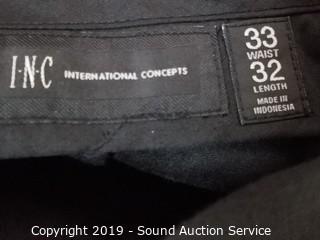 I·N·C INTERNATIONAL CONCEPTS
33
WAIST
32
LENGTH
MADE IN
INDONESIA
Copyright 2019 - Sound Auction Service